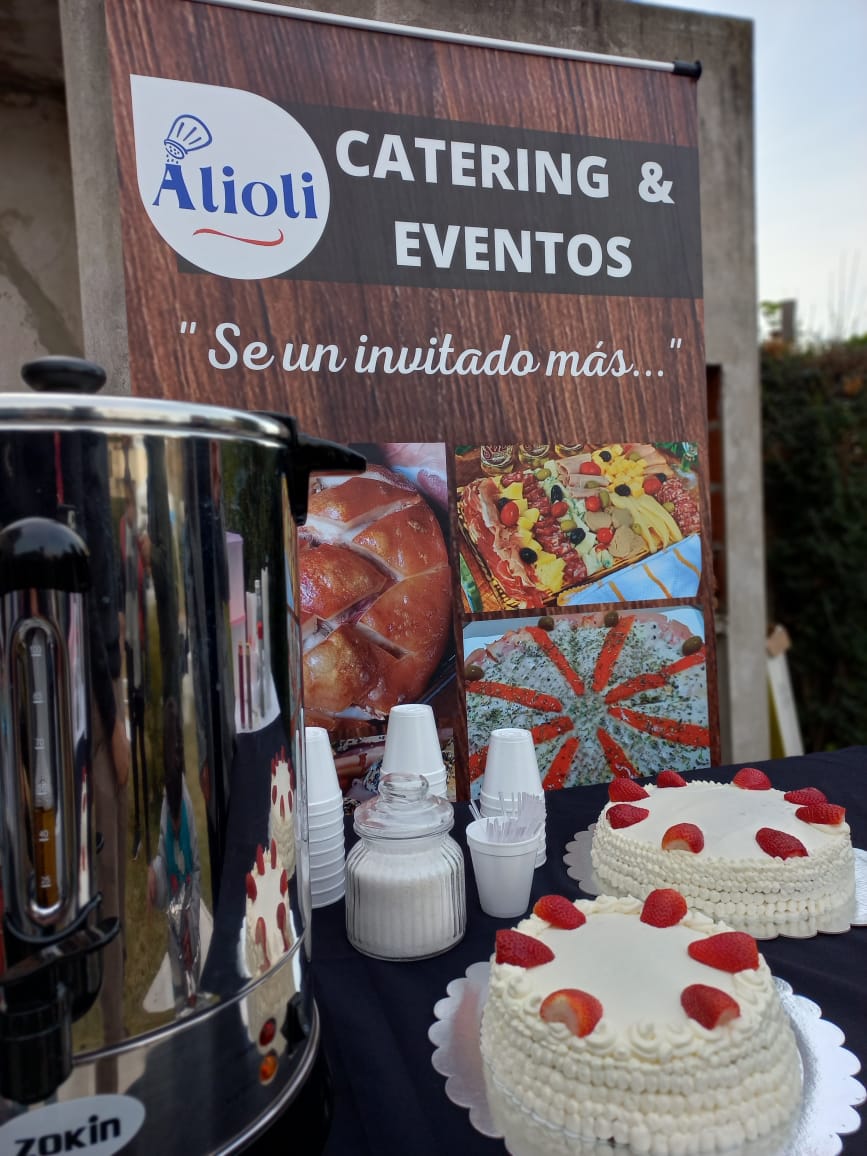 Alioli
CATERING &
EVENTOS
" Se un invitado más..."
ZOKIN